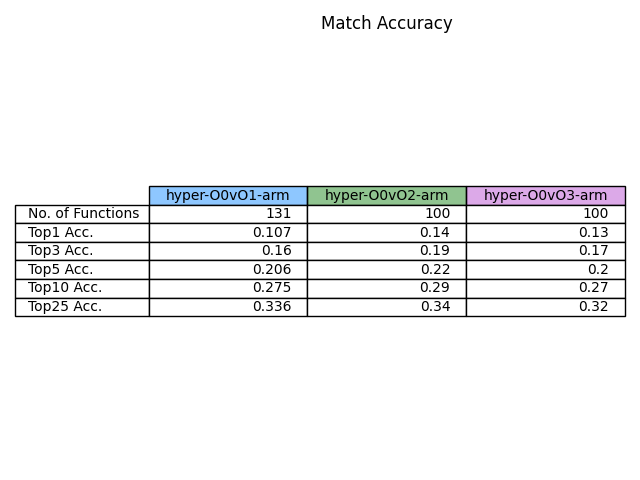 Match Accuracy
hyper-O0vO1-arm hyper-O0vO2-arm hyper-O0vO3-arm
No. of Functions 131 100 100
Top1 Acc. 0.107 0.14 0.13
Top3 Acc. 0.16 0.19 0.17
Top5 Acc. 0.206 0.22 0.2
Top10 Acc. 0.275 0.29 0.27
Top25 Acc. 0.336 0.34 0.32